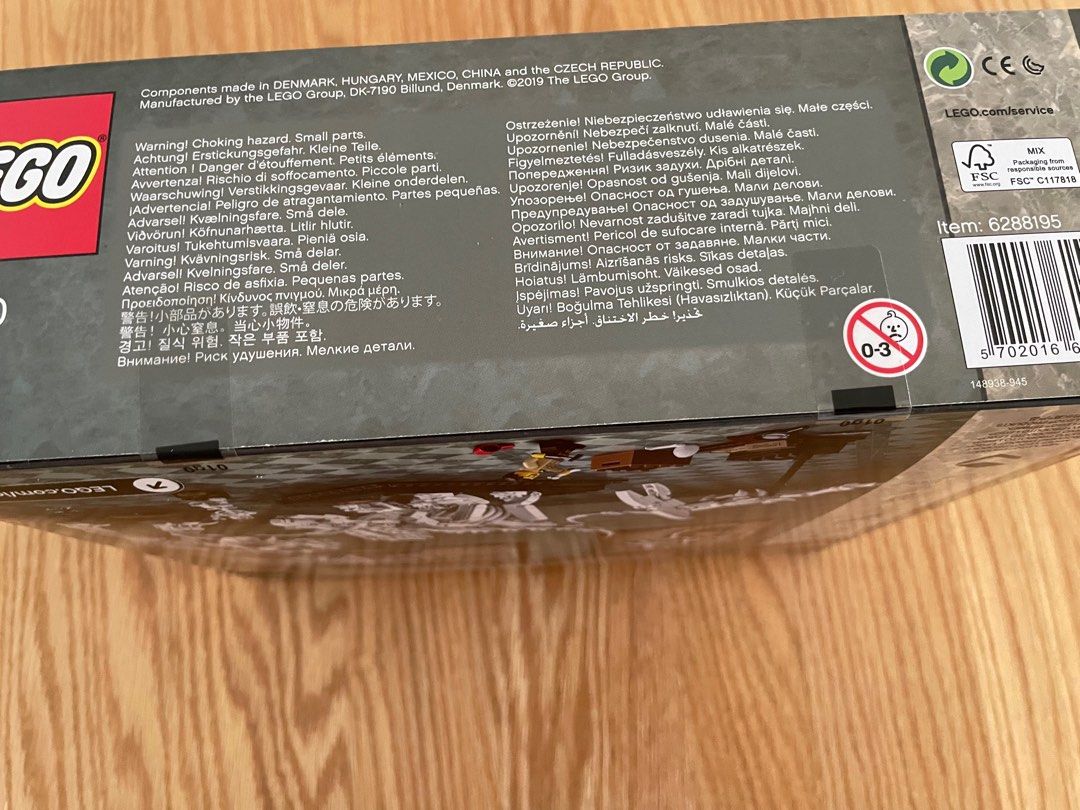 Components made in DENMARK, HUNGARY, MEXICO, CHINA and the CZECH REPUBLIC.
Manufactured by the LEGO Group, DK-7190 Billund, Denmark. ©2019 The LEGO Group.
EGO®
Warning! Choking hazard. Small parts.
Achtung! Erstickungsgefahr. Kleine Teile.
Attention ! Danger d'étouffement. Petits éléments.
Avvertenza! Rischio di soffocamento. Piccole parti.
Waarschuwing! Verstikkingsgevaar. Kleine onderdelen.
¡Advertencia! Peligro de atragantamiento. Partes pequeñas.
Advarsel! Kvælningsfare. Små dele.
Viðvörun! Köfnunarhætta. Litlir hlutir.
Varoitus! Tukehtumisvaara. Pieniä osia.
Varning! Kvävningsrisk. Små delar.
Advarsel! Kvelningsfare. Små deler.
Atenção! Risco de asfixia. Pequenas partes.
Προειδοποίηση! Κίνδυνος πνιγμού. Μικρά μέρη.
警告!小部品があります。誤飲・窒息の危険があります。
警告! 小心窒息。当心小物件。
경고! 질식 위험. 작은 부품 포함.
Внимание! Риск удушения. Мелкие детали.
Ostrzeżenie! Niebezpieczeństwo udławienia się. Małe części.
Upozornění! Nebezpečí zalknutí. Malé části.
Upozornenie! Nebezpečenstvo dusenia. Malé časti.
Figyelmeztetés! Fulladásveszély. Kis alkatrészek.
Попередження! Ризик задухи. Дрібні деталі.
Upozorenje! Opasnost od gušenja. Mali dijelovi.
Упозорење! Опасност од гушења. Мали делови.
Предупредување! Опасност од задушување. Мали делови.
Opozorilo! Nevarnost zadušitve zaradi tujka. Majhni deli.
Avertisment! Pericol de sufocare internă. Părți mici.
Внимание! Опасност от задавяне. Малки части.
Brīdinājums! Aizrīšanās risks. Sīkas detaļas.
Hoiatus! Lämbumisoht. Väikesed osad.
Įspėjimas! Pavojus užspringti. Smulkios detalės.
Uyarı! Boğulma Tehlikesi (Havasızlıktan). Küçük Parçalar.
تحذير! خطر الاختناق. أجزاء صغيرة.
0-3
CE
LEGO.com/service
FSC
www.fsc.org
MIX
Packaging from
responsible sources
FSC™ C117818
Item: 6288195
5 702016 6
148938-945